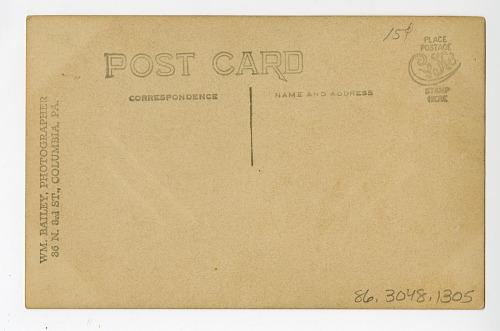 15¢
PLACE
POSTAGE
STAMP
HERE
POST CARD
CORRESPONDENCE
NAME AND ADDRESS
WM. BAILEY, PHOTOGRAPHER
36 N. 3rd ST., COLUMBIA, PA.
86.3048.1305